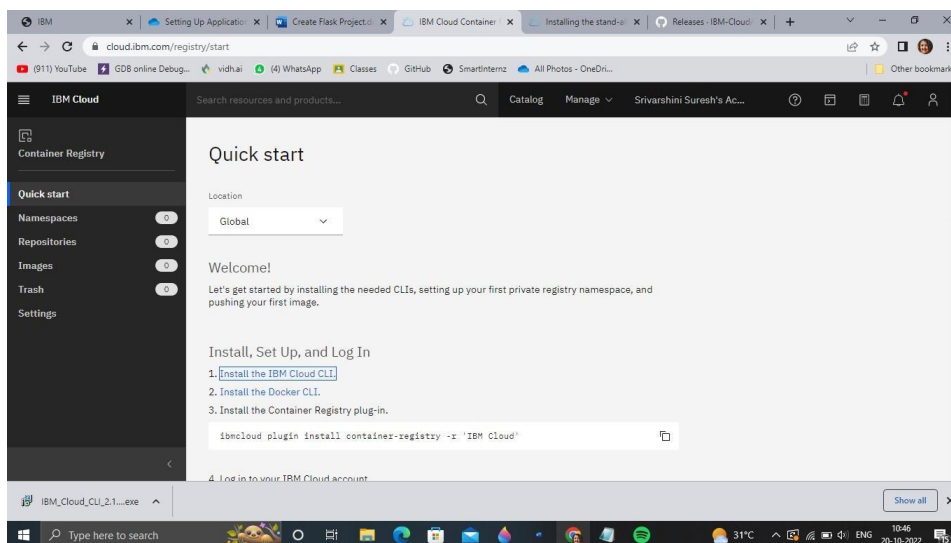 IBM
Setting Up Applicatio
Create Flask Project.d
IBM Cloud Container
Installing the stand-a
Releases · IBM-Cloud
cloud.ibm.com/registry/start
(911) YouTube
GDB online Debug...
vidh.ai
(4) WhatsApp
Classes
GitHub
SmartInternz
All Photos - OneDri...
Other bookmark
IBM Cloud
Search resources and products...
Catalog
Manage
Srivarshini Suresh's Ac...
Container Registry
Quick start
Namespaces 0
Repositories 0
Images 0
Trash 0
Settings
Quick start
Location
Global
Welcome!
Let's get started by installing the needed CLIs, setting up your first private registry namespace, and
pushing your first image.
Install, Set Up, and Log In
1. Install the IBM Cloud CLI.
2. Install the Docker CLI.
3. Install the Container Registry plug-in.
ibmcloud plugin install container-registry -r 'IBM Cloud'
4. Log in to your IBM Cloud account
IBM_Cloud_CLI_2.1....exe
Show all
Type here to search
31°C
ENG
10:46
20-10-2022